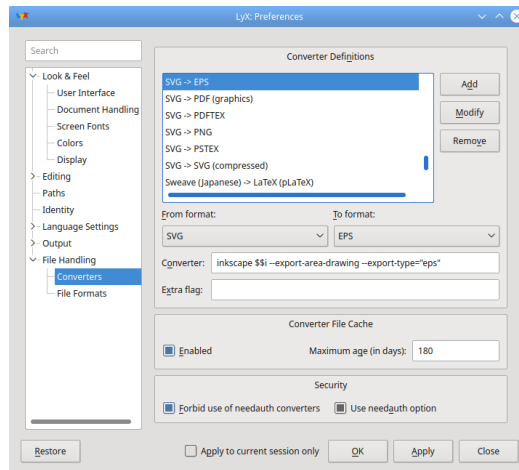 LyX: Preferences
Search
Look & Feel
User Interface
Document Handling
Screen Fonts
Colors
Display
Editing
Paths
Identity
Language Settings
Output
File Handling
Converters
File Formats
Converter Definitions
SVG -> EPS
SVG -> PDF (graphics)
SVG -> PDFTEX
SVG -> PNG
SVG -> PSTEX
SVG -> SVG (compressed)
Sweave (Japanese) -> LaTeX (pLaTeX)
Add
Modify
Remove
From format: To format:
SVG EPS
Converter: inkscape $$i --export-area-drawing --export-type="eps"
Extra flag:
Converter File Cache
Enabled Maximum age (in days): 180
Security
Forbid use of needauth converters Use needauth option
Restore Apply to current session only OK Apply Close